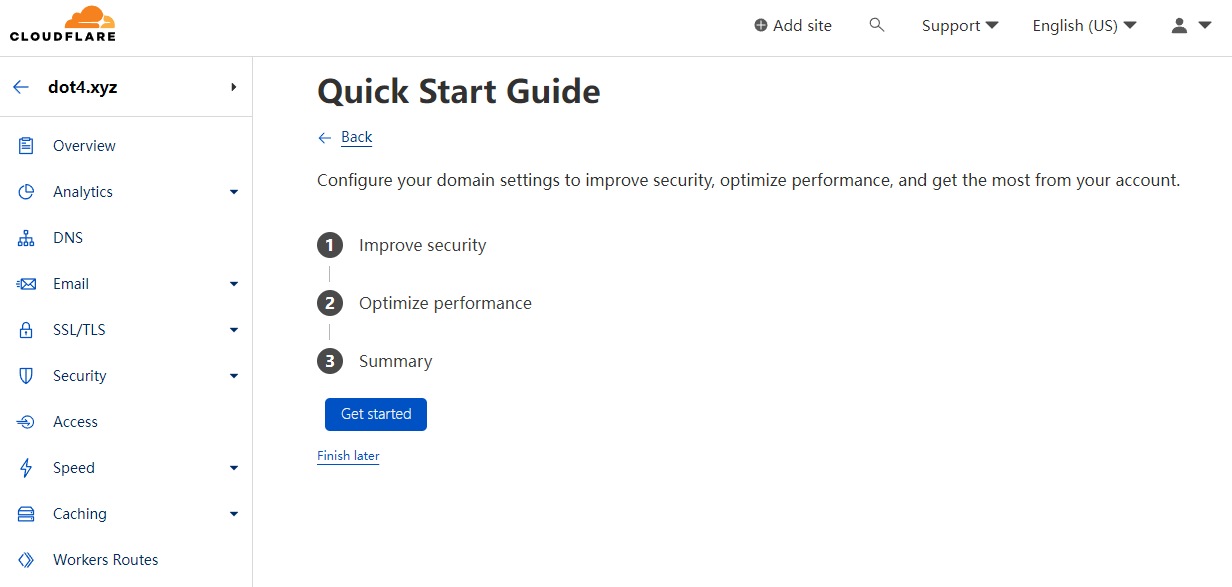 CLOUDFLARE
Add site
Support
English (US)
dot4.xyz
Overview
Analytics
DNS
Email
SSL/TLS
Security
Access
Speed
Caching
Workers Routes
Quick Start Guide
Back
Configure your domain settings to improve security, optimize performance, and get the most from your account.
1 Improve security
2 Optimize performance
3 Summary
Get started
Finish later